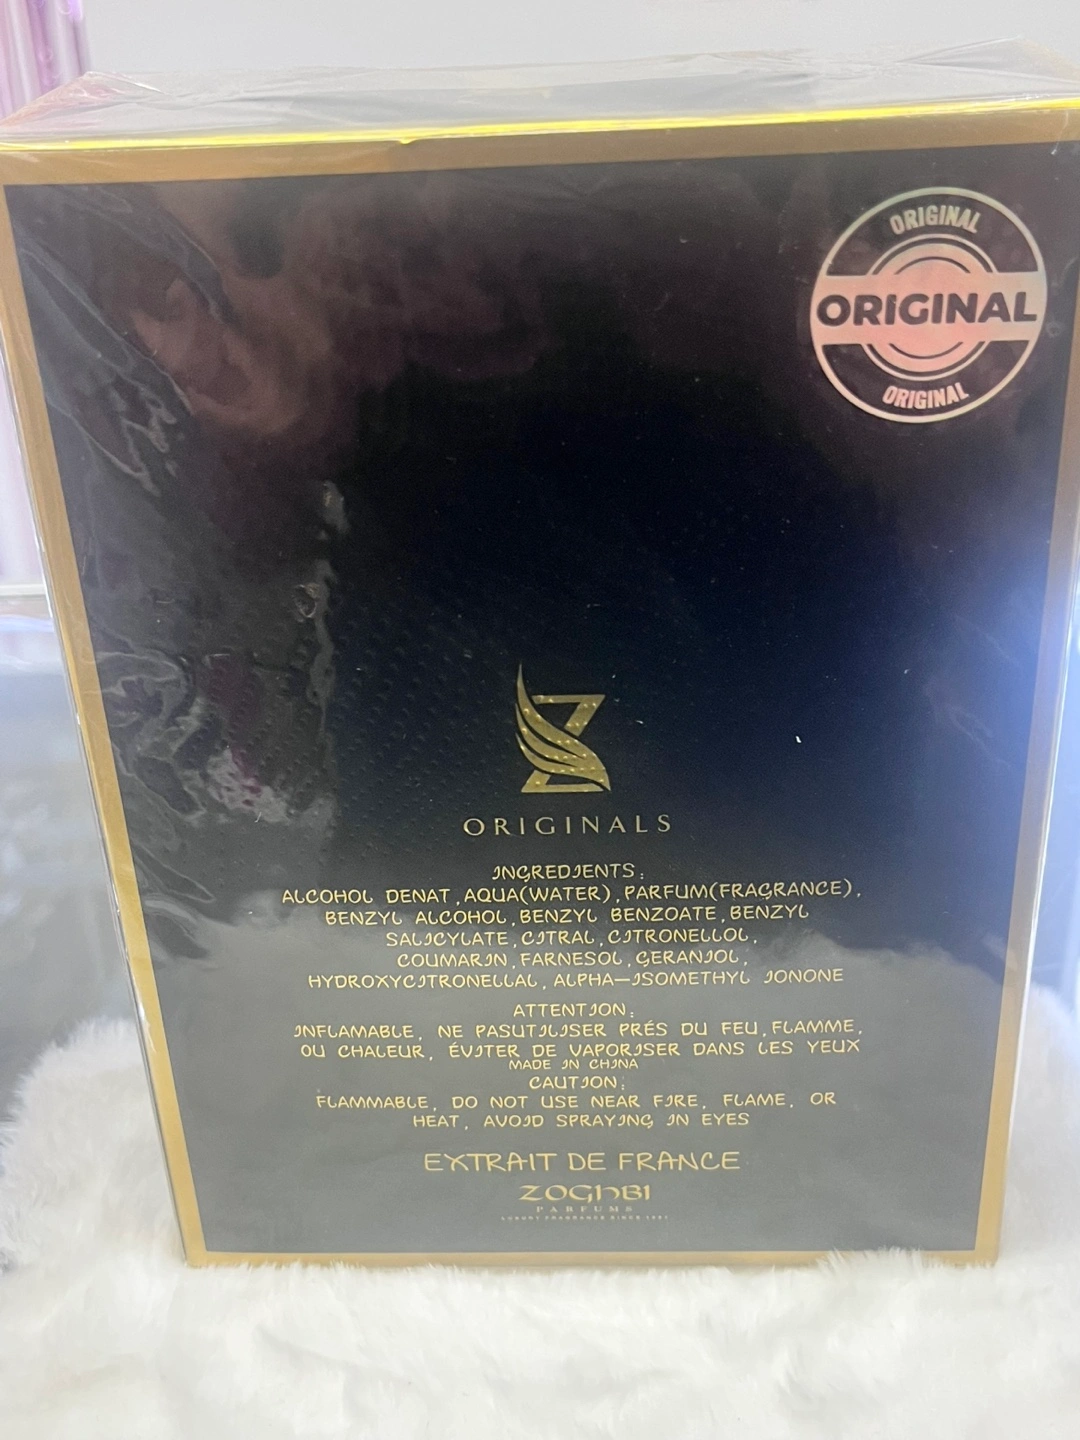 ORIGINAL
ORIGINAL
ORIGINAL
ORIGINALS
INGREDIENTS:
ALCOHOL DENAT, AQUA(WATER), PARFUM(FRAGRANCE),
BENZYL ALCOHOL, BENZYL BENZOATE, BENZYL
SALICYLATE, CITRAL, CITRONELLOL,
COUMARIN, FARNESOL, GERANIOL,
HYDROXYCITRONELLAL, ALPHA—ISOMETHYL IONONE
ATTENTION:
INFLAMABLE, NE PASUTILISER PRÉS DU FEU, FLAMME,
OU CHALEUR, ÉVITER DE VAPORISER DANS LES YEUX
MADE IN CHINA
CAUTION:
FLAMMABLE, DO NOT USE NEAR FIRE, FLAME, OR
HEAT, AVOID SPRAYING IN EYES
EXTRAIT DE FRANCE
ZOGHBI
PARFUMS
LUXURY FRAGRANCE SINCE